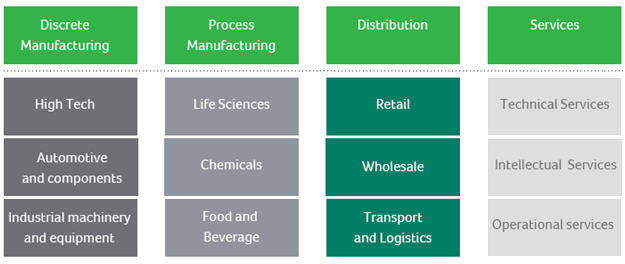 Discrete
Manufacturing
Process
Manufacturing
Distribution
Services
High Tech
Life Sciences
Retail
Technical Services
Automotive
and components
Chemicals
Wholesale
Intellectual Services
Industrial machinery
and equipment
Food and
Beverage
Transport
and Logistics
Operational services